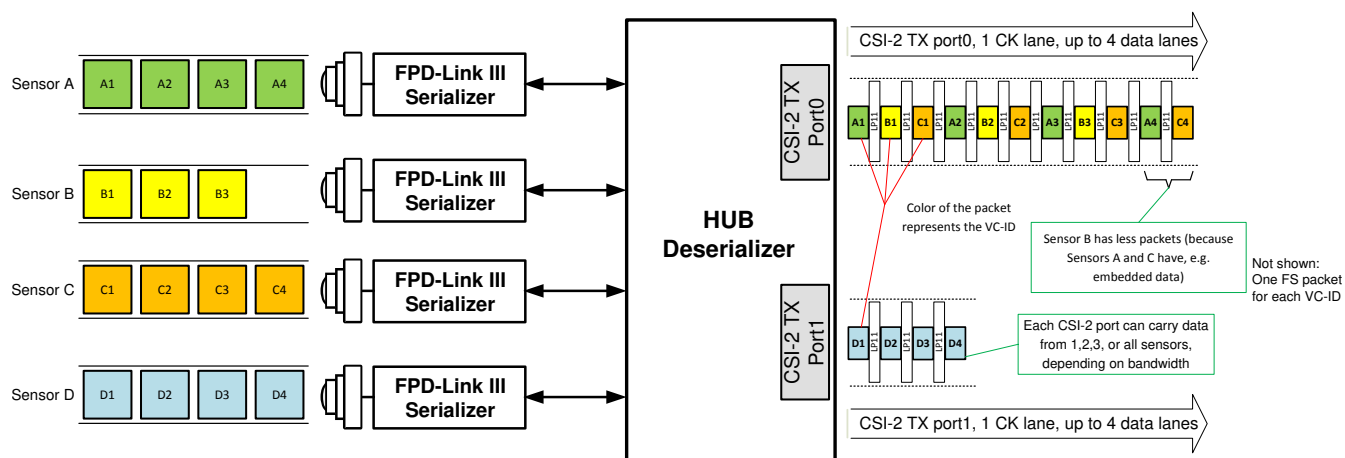 CSI-2 TX port0, 1 CK lane, up to 4 data lanes
Sensor A
A1 A2 A3 A4
FPD-Link III
Serializer
CSI-2 TX
Port0
A1 LP11 B1 LP11 C1 LP11 A2 LP11 B2 LP11 C2 LP11 A3 LP11 B3 LP11 C3 LP11 A4 LP11 C4
Sensor B
B1 B2 B3
FPD-Link III
Serializer
Color of the packet
represents the VC-ID
Sensor B has less packets (because
Sensors A and C have, e.g.
embedded data)
Not shown:
One FS packet
for each VC-ID
HUB
Deserializer
Sensor C
C1 C2 C3 C4
FPD-Link III
Serializer
CSI-2 TX
Port1
D1 LP11 D2 LP11 D3 LP11 D4
Each CSI-2 port can carry data
from 1,2,3, or all sensors,
depending on bandwidth
Sensor D
D1 D2 D3 D4
FPD-Link III
Serializer
CSI-2 TX port1, 1 CK lane, up to 4 data lanes